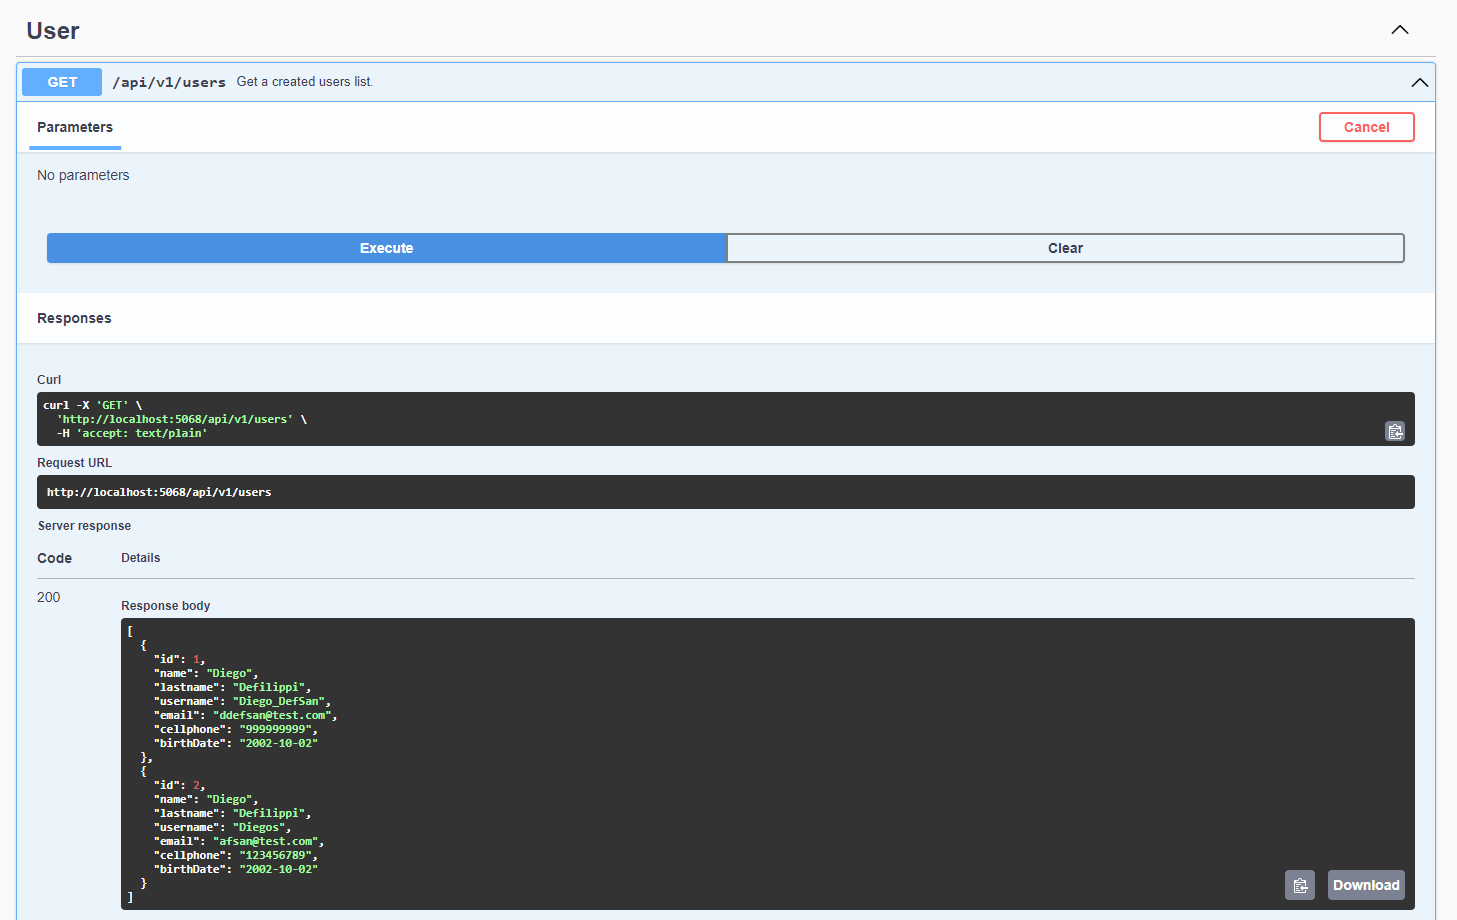 User
GET /api/v1/users Get a created users list.
Parameters
Cancel
No parameters
Execute
Clear
Responses
Curl
curl -X 'GET' \
  'http://localhost:5068/api/v1/users' \
  -H 'accept: text/plain'
Request URL
http://localhost:5068/api/v1/users
Server response
Code Details
200
Response body
[
  {
    "id": 1,
    "name": "Diego",
    "lastname": "Defilippi",
    "username": "Diego_DefSan",
    "email": "ddefsan@test.com",
    "cellphone": "999999999",
    "birthDate": "2002-10-02"
  },
  {
    "id": 2,
    "name": "Diego",
    "lastname": "Defilippi",
    "username": "Diegos",
    "email": "afsan@test.com",
    "cellphone": "123456789",
    "birthDate": "2002-10-02"
  }
]
Download